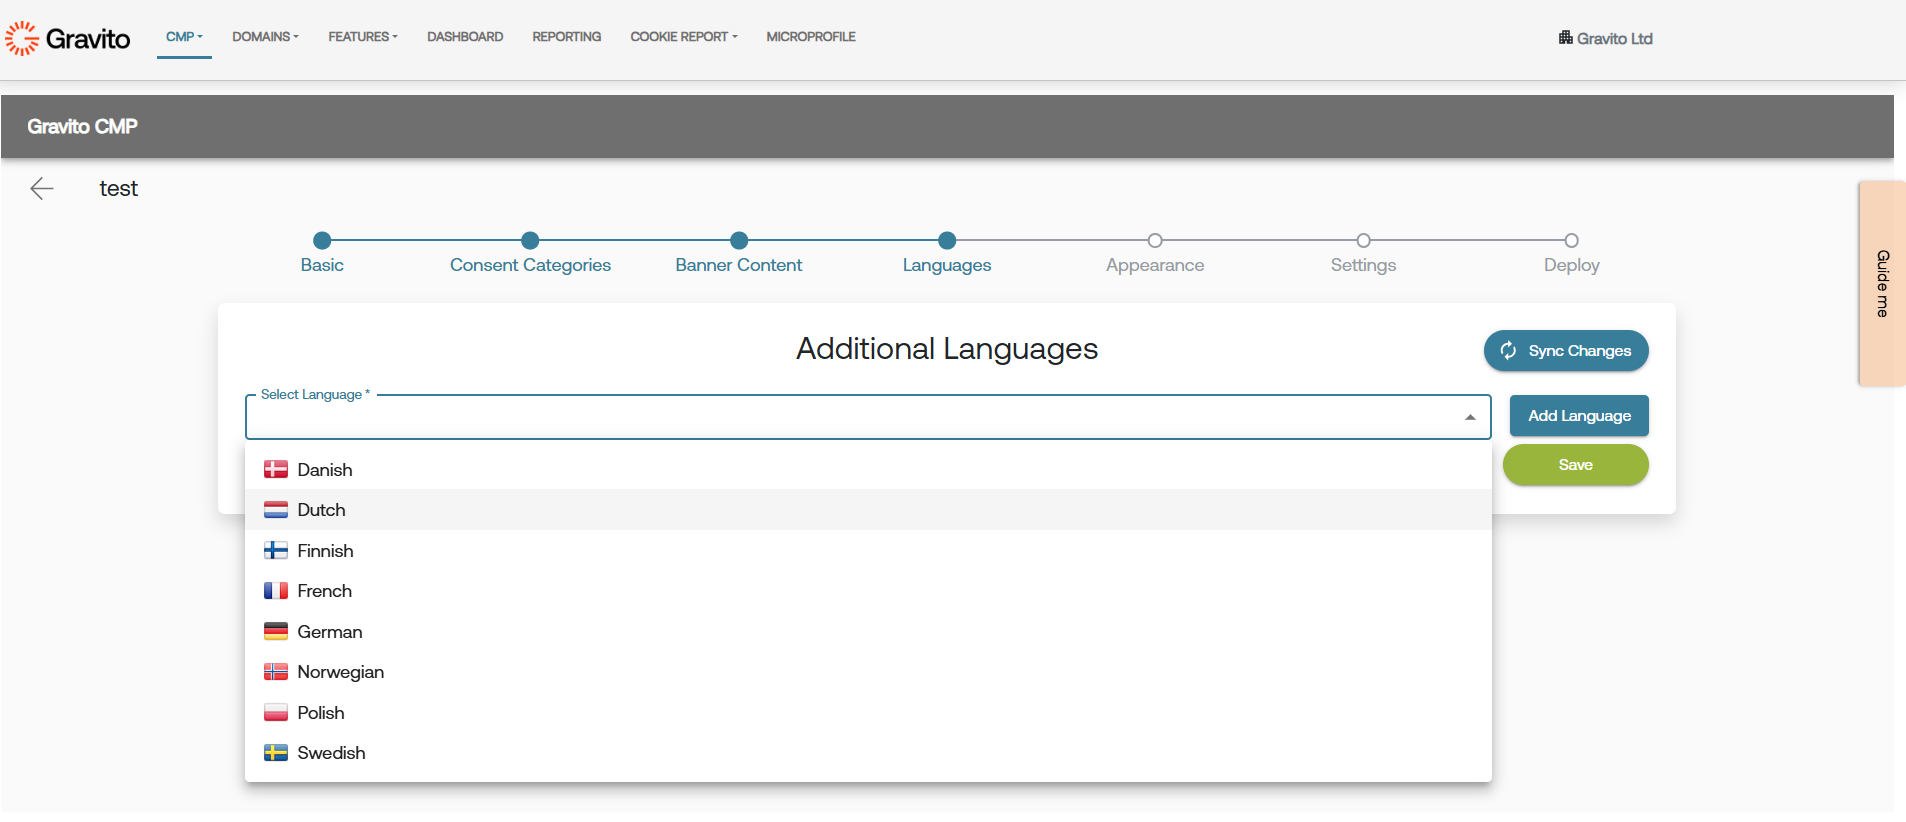 Gravito
CMP
DOMAINS
FEATURES
DASHBOARD
REPORTING
COOKIE REPORT
MICROPROFILE
Gravito Ltd
Gravito CMP
test
Basic
Consent Categories
Banner Content
Languages
Appearance
Settings
Deploy
Guide me
Additional Languages
Sync Changes
Select Language *
Add Language
Save
Danish
Dutch
Finnish
French
German
Norwegian
Polish
Swedish